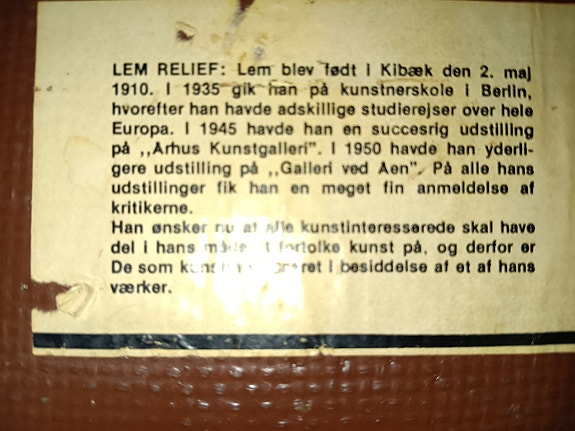 LEM RELIEF: Lem blev født i Kibæk den 2. maj
1910. I 1935 gik han på kunstnerskole i Berlin,
hvorefter han havde adskillige studierejser over hele
Europa. I 1945 havde han en succesrig udstilling
på ,,Århus Kunstgalleri". I 1950 havde han yderli-
gere udstilling på ,,Galleri ved Åen". På alle hans
udstillinger fik han en meget fin anmeldelse af
kritikerne.
Han ønsker nu at alle kunstinteresserede skal have
del i hans fortolke kunst på, og derfor er
De som i besiddelse af et af hans
værker.